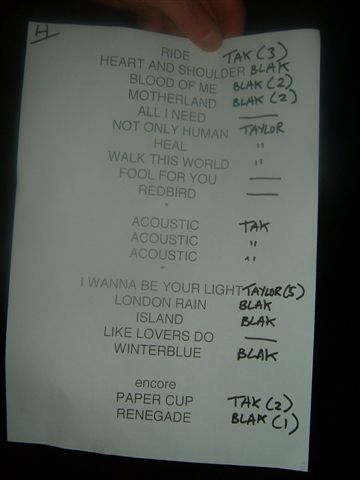 H
RIDE TAK (3)
HEART AND SHOULDER BLAK
BLOOD OF ME BLAK (2)
MOTHERLAND BLAK (2)
ALL I NEED —
NOT ONLY HUMAN TAYLOR
HEAL "
WALK THIS WORLD "
FOOL FOR YOU —
REDBIRD —
*
ACOUSTIC TAK
ACOUSTIC "
ACOUSTIC "
*
I WANNA BE YOUR LIGHT TAYLOR (5)
LONDON RAIN BLAK
ISLAND BLAK
LIKE LOVERS DO —
WINTERBLUE BLAK
encore
PAPER CUP TAK (2)
RENEGADE BLAK (1)